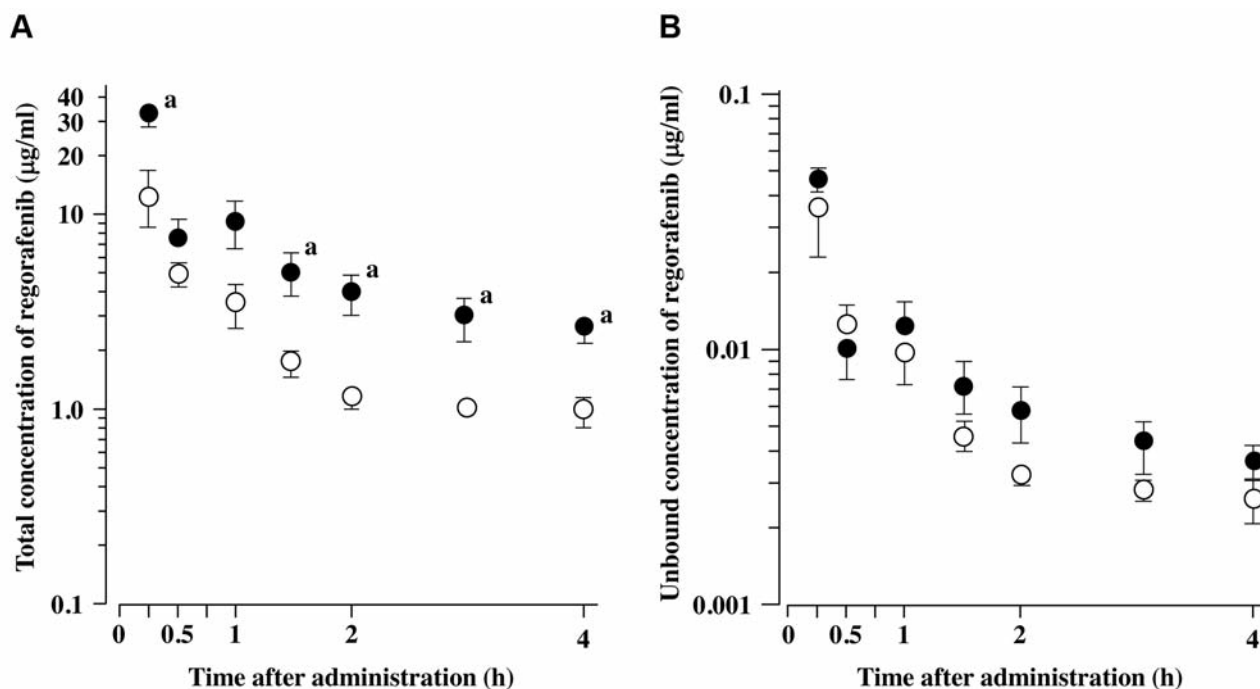 A
Total concentration of regorafenib (μg/ml)
40
30
20
10
1.0
0.1
a
a
a
a
a
0
0.5
1
2
4
Time after administration (h)
B
Unbound concentration of regorafenib (μg/ml)
0.1
0.01
0.001
0
0.5
1
2
4
Time after administration (h)